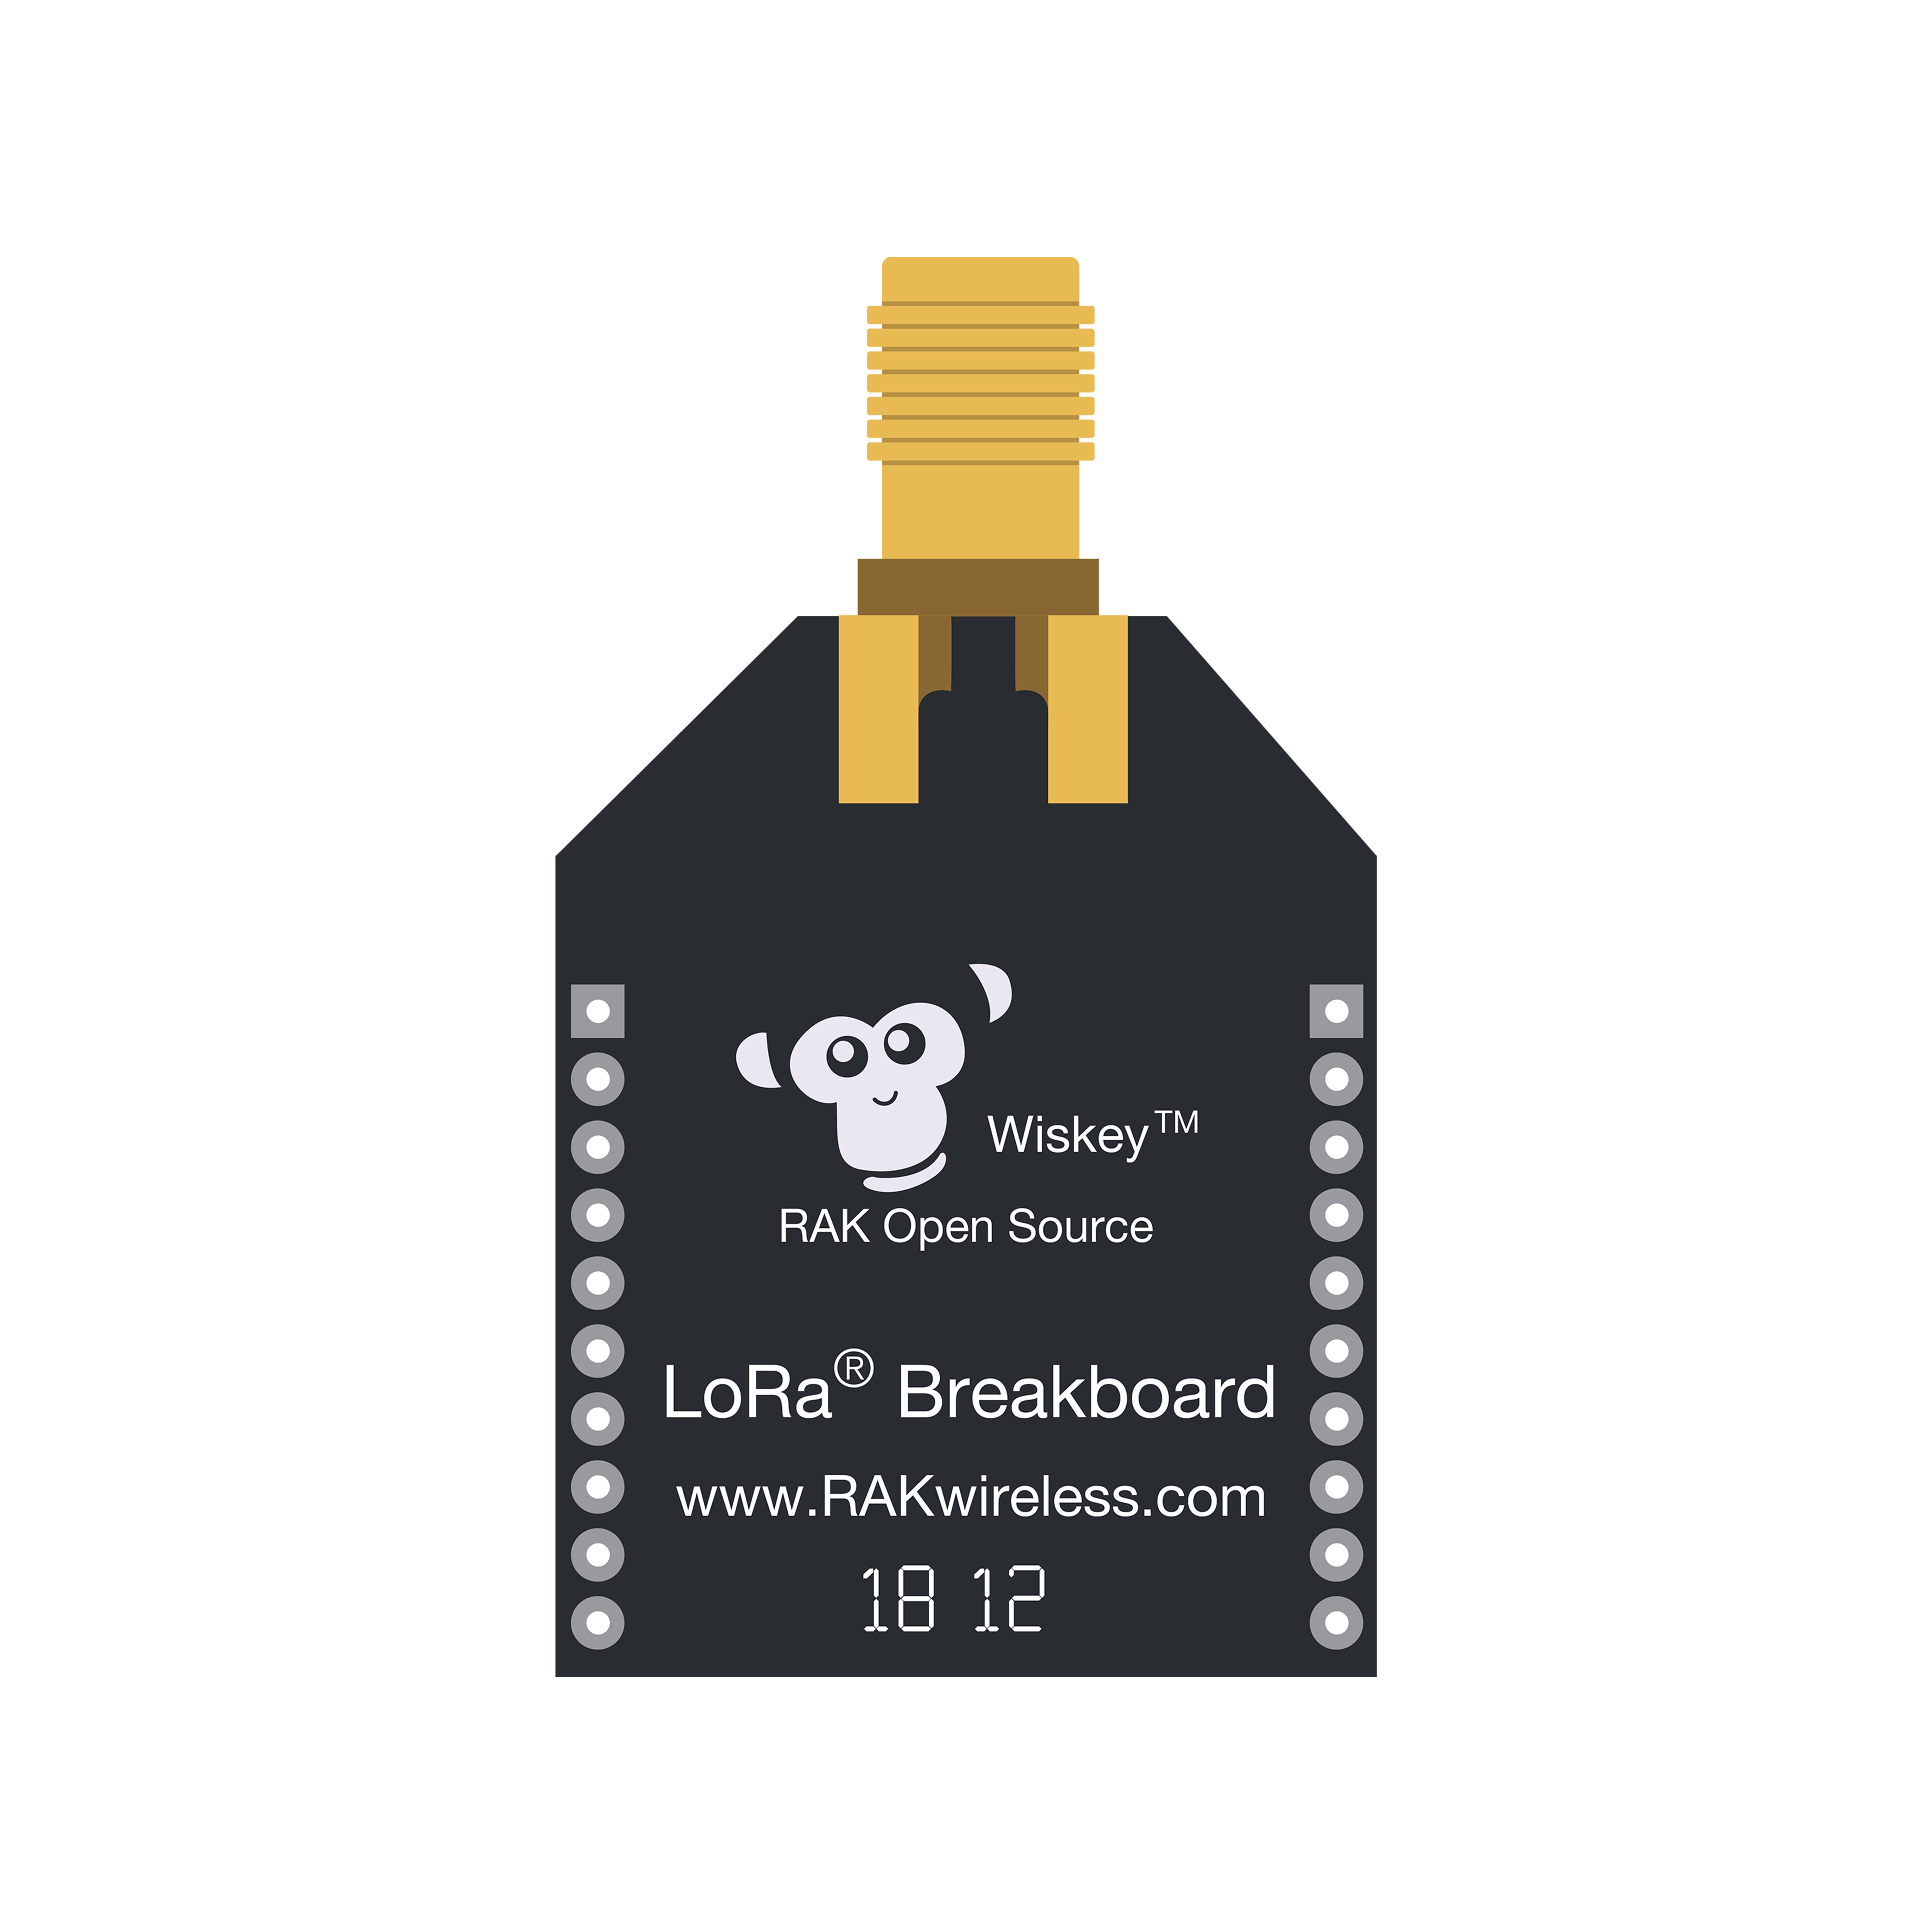 Wiskey™
RAK Open Source
LoRa® Breakboard
www.RAKwireless.com
18 12